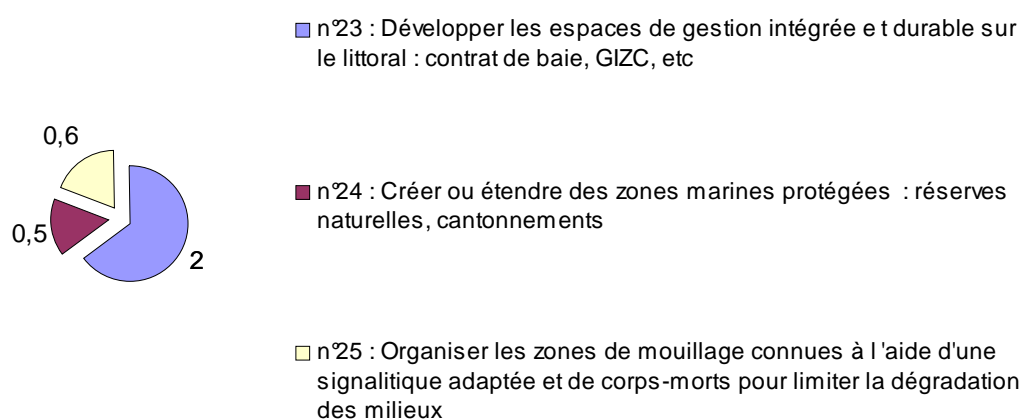 n°23 : Développer les espaces de gestion intégrée e t durable sur
le littoral : contrat de baie, GIZC, etc
0,6
n°24 : Créer ou étendre des zones marines protégées : réserves
naturelles, cantonnements
0,5
2
n°25 : Organiser les zones de mouillage connues à l 'aide d'une
signalitique adaptée et de corps-morts pour limiter la dégradation
des milieux